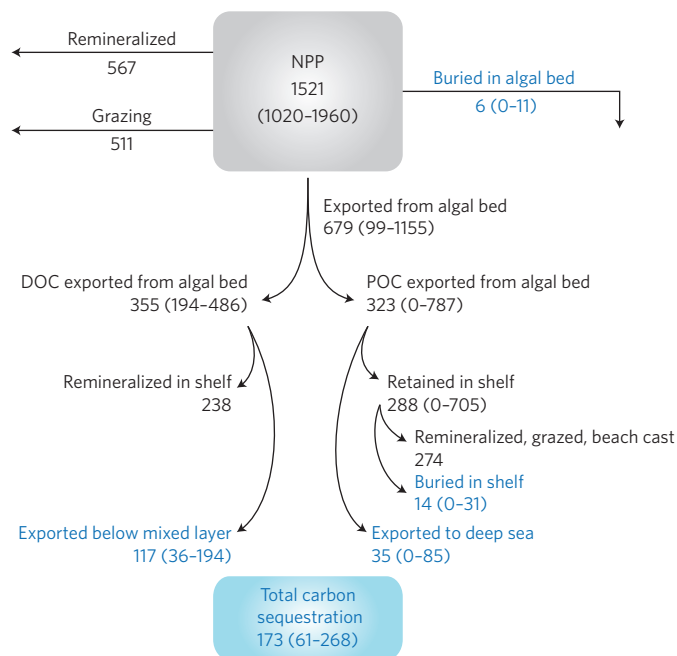 Remineralized
567
NPP
1521
(1020–1960)
Buried in algal bed
6 (0–11)
Grazing
511
Exported from algal bed
679 (99–1155)
DOC exported from algal bed
355 (194–486)
POC exported from algal bed
323 (0–787)
Remineralized in shelf
238
Retained in shelf
288 (0–705)
Remineralized, grazed, beach cast
274
Buried in shelf
14 (0–31)
Exported below mixed layer
117 (36–194)
Exported to deep sea
35 (0–85)
Total carbon
sequestration
173 (61–268)